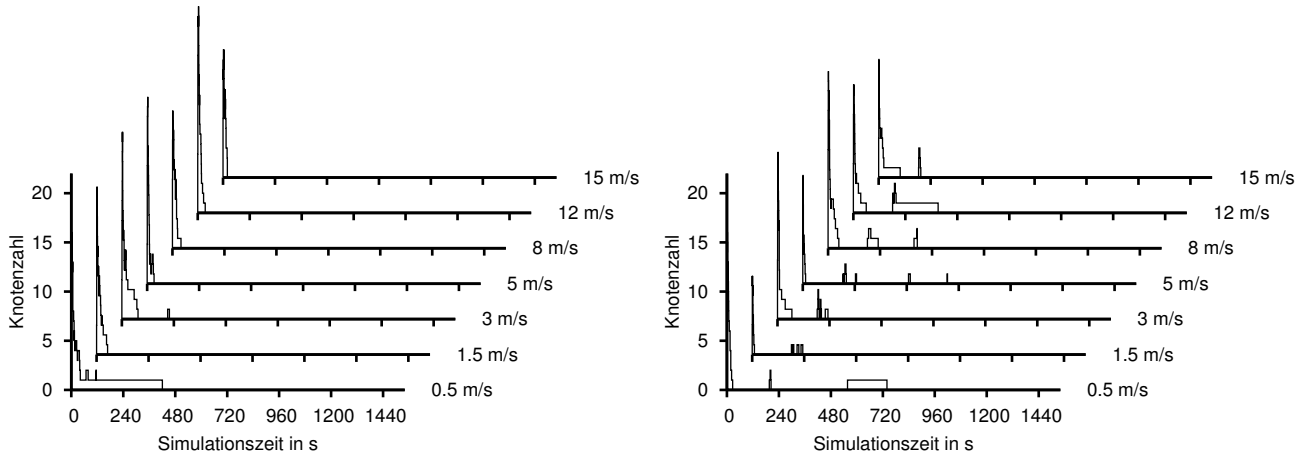 20
15
10
5
0
Knotenzahl
15 m/s
12 m/s
8 m/s
5 m/s
3 m/s
1.5 m/s
0.5 m/s
0 240 480 720 960 1200 1440
Simulationszeit in s
20
15
10
5
0
Knotenzahl
15 m/s
12 m/s
8 m/s
5 m/s
3 m/s
1.5 m/s
0.5 m/s
0 240 480 720 960 1200 1440
Simulationszeit in s